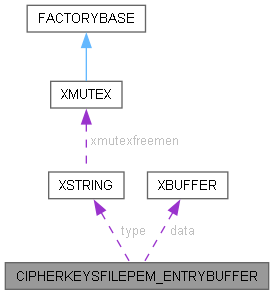 FACTORYBASE
XMUTEX
xmutexfreemen
XSTRING
XBUFFER
type
data
CIPHERKEYSFILEPEM_ENTRYBUFFER